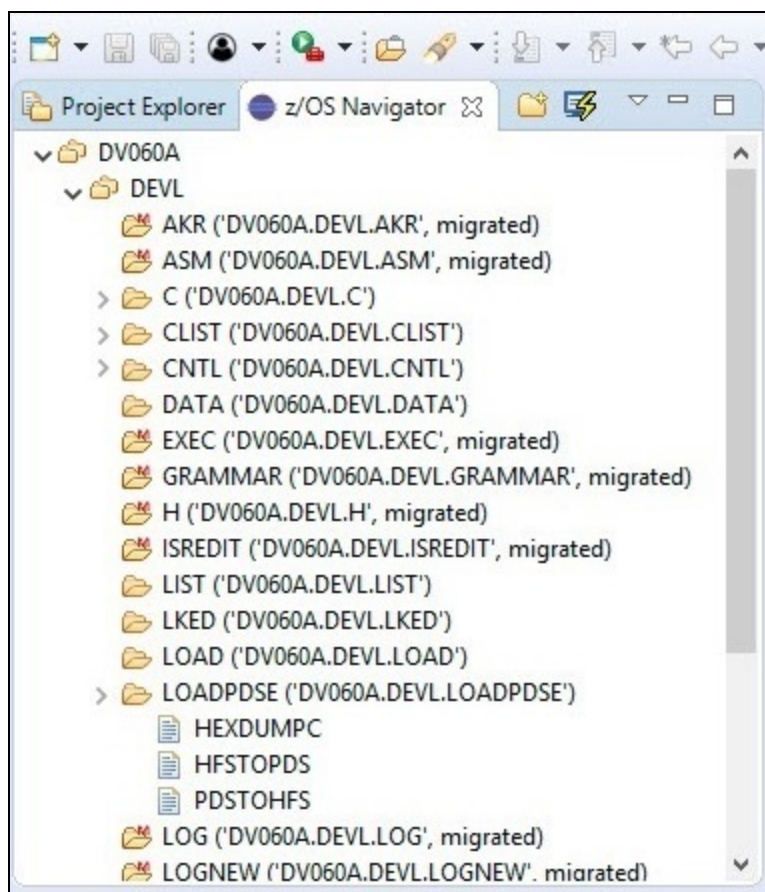 Project Explorer z/OS Navigator
DV060A
DEVL
AKR ('DV060A.DEVL.AKR', migrated)
ASM ('DV060A.DEVL.ASM', migrated)
C ('DV060A.DEVL.C')
CLIST ('DV060A.DEVL.CLIST')
CNTL ('DV060A.DEVL.CNTL')
DATA ('DV060A.DEVL.DATA')
EXEC ('DV060A.DEVL.EXEC', migrated)
GRAMMAR ('DV060A.DEVL.GRAMMAR', migrated)
H ('DV060A.DEVL.H', migrated)
ISREDIT ('DV060A.DEVL.ISREDIT', migrated)
LIST ('DV060A.DEVL.LIST')
LKED ('DV060A.DEVL.LKED')
LOAD ('DV060A.DEVL.LOAD')
LOADPDSE ('DV060A.DEVL.LOADPDSE')
HEXDUMPC
HFSTOPDS
PDSTOHFS
LOG ('DV060A.DEVL.LOG', migrated)
LOGNEW ('DV060A.DEVL.LOGNEW', migrated)